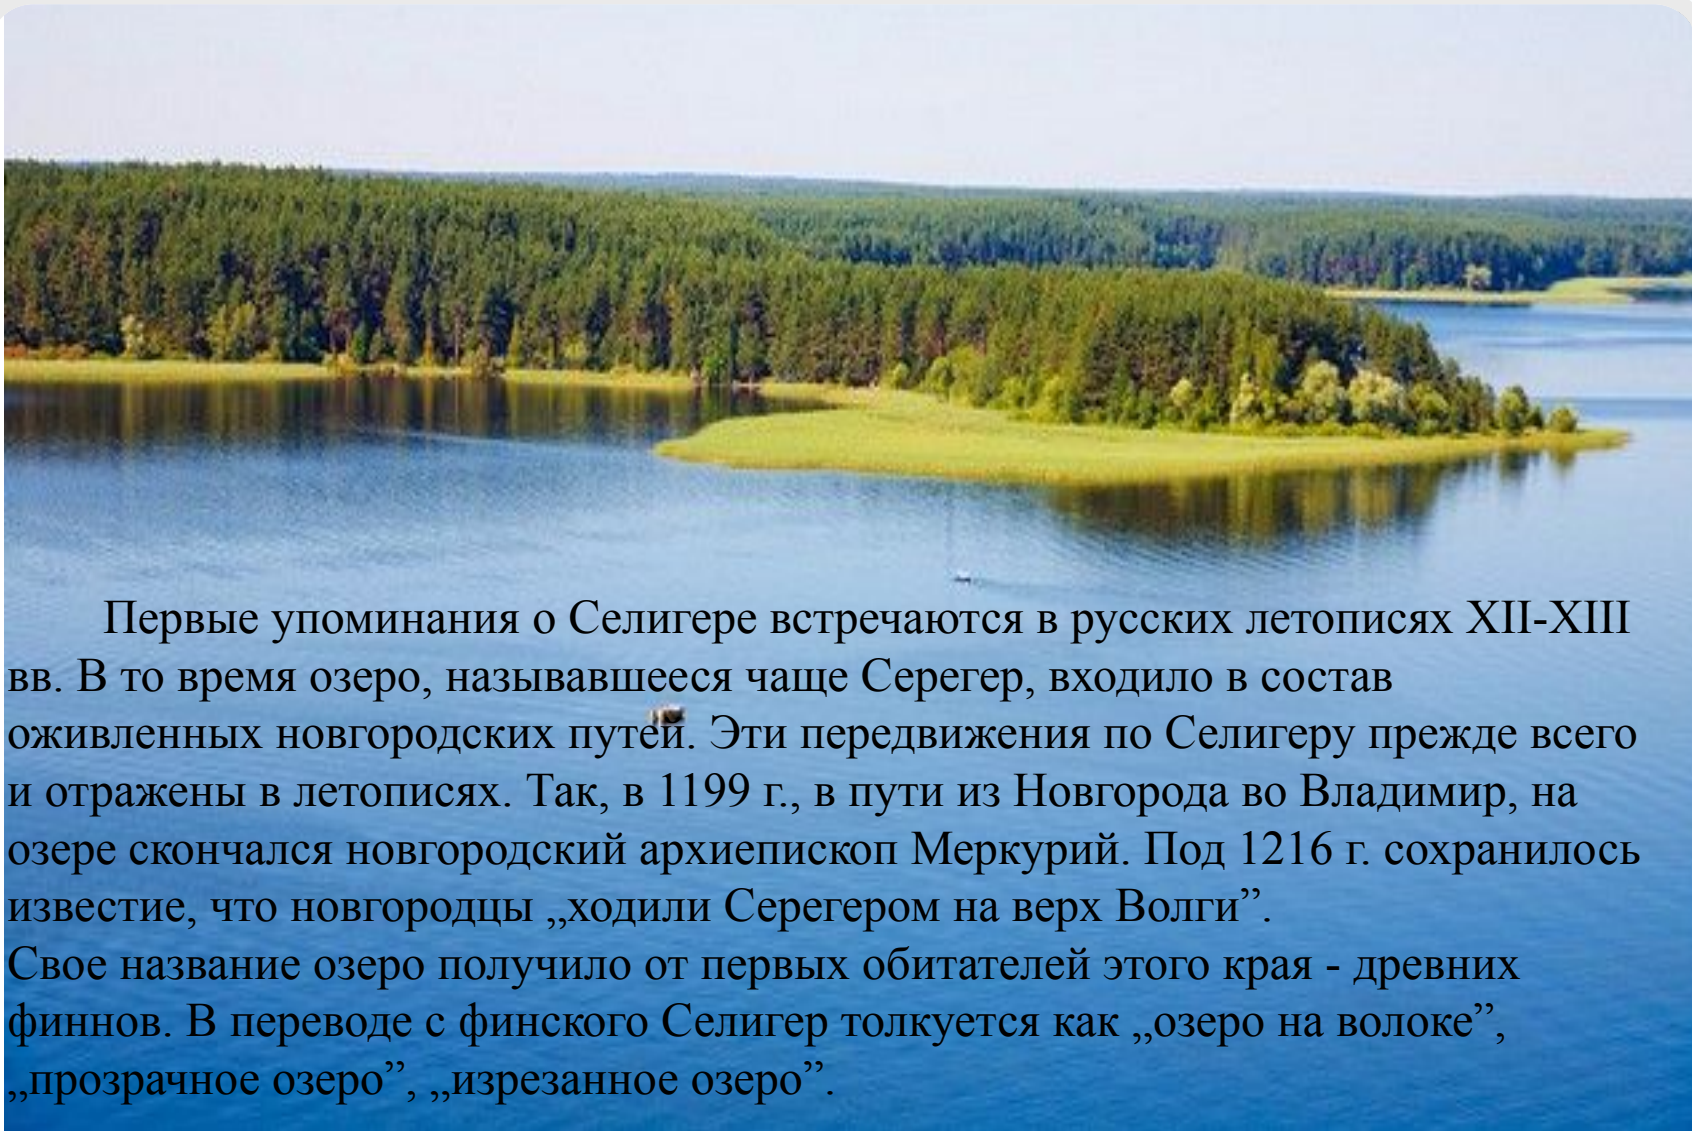 Первые упоминания о Селигере встречаются в русских летописях XII-XIII
вв. В то время озеро, называвшееся чаще Серегер, входило в состав
оживленных новгородских путей. Эти передвижения по Селигеру прежде всего
и отражены в летописях. Так, в 1199 г., в пути из Новгорода во Владимир, на
озере скончался новгородский архиепископ Меркурий. Под 1216 г. сохранилось
известие, что новгородцы „ходили Серегером на верх Волги”.
Свое название озеро получило от первых обитателей этого края - древних
финнов. В переводе с финского Селигер толкуется как „озеро на волоке”,
„прозрачное озеро”, „изрезанное озеро”.